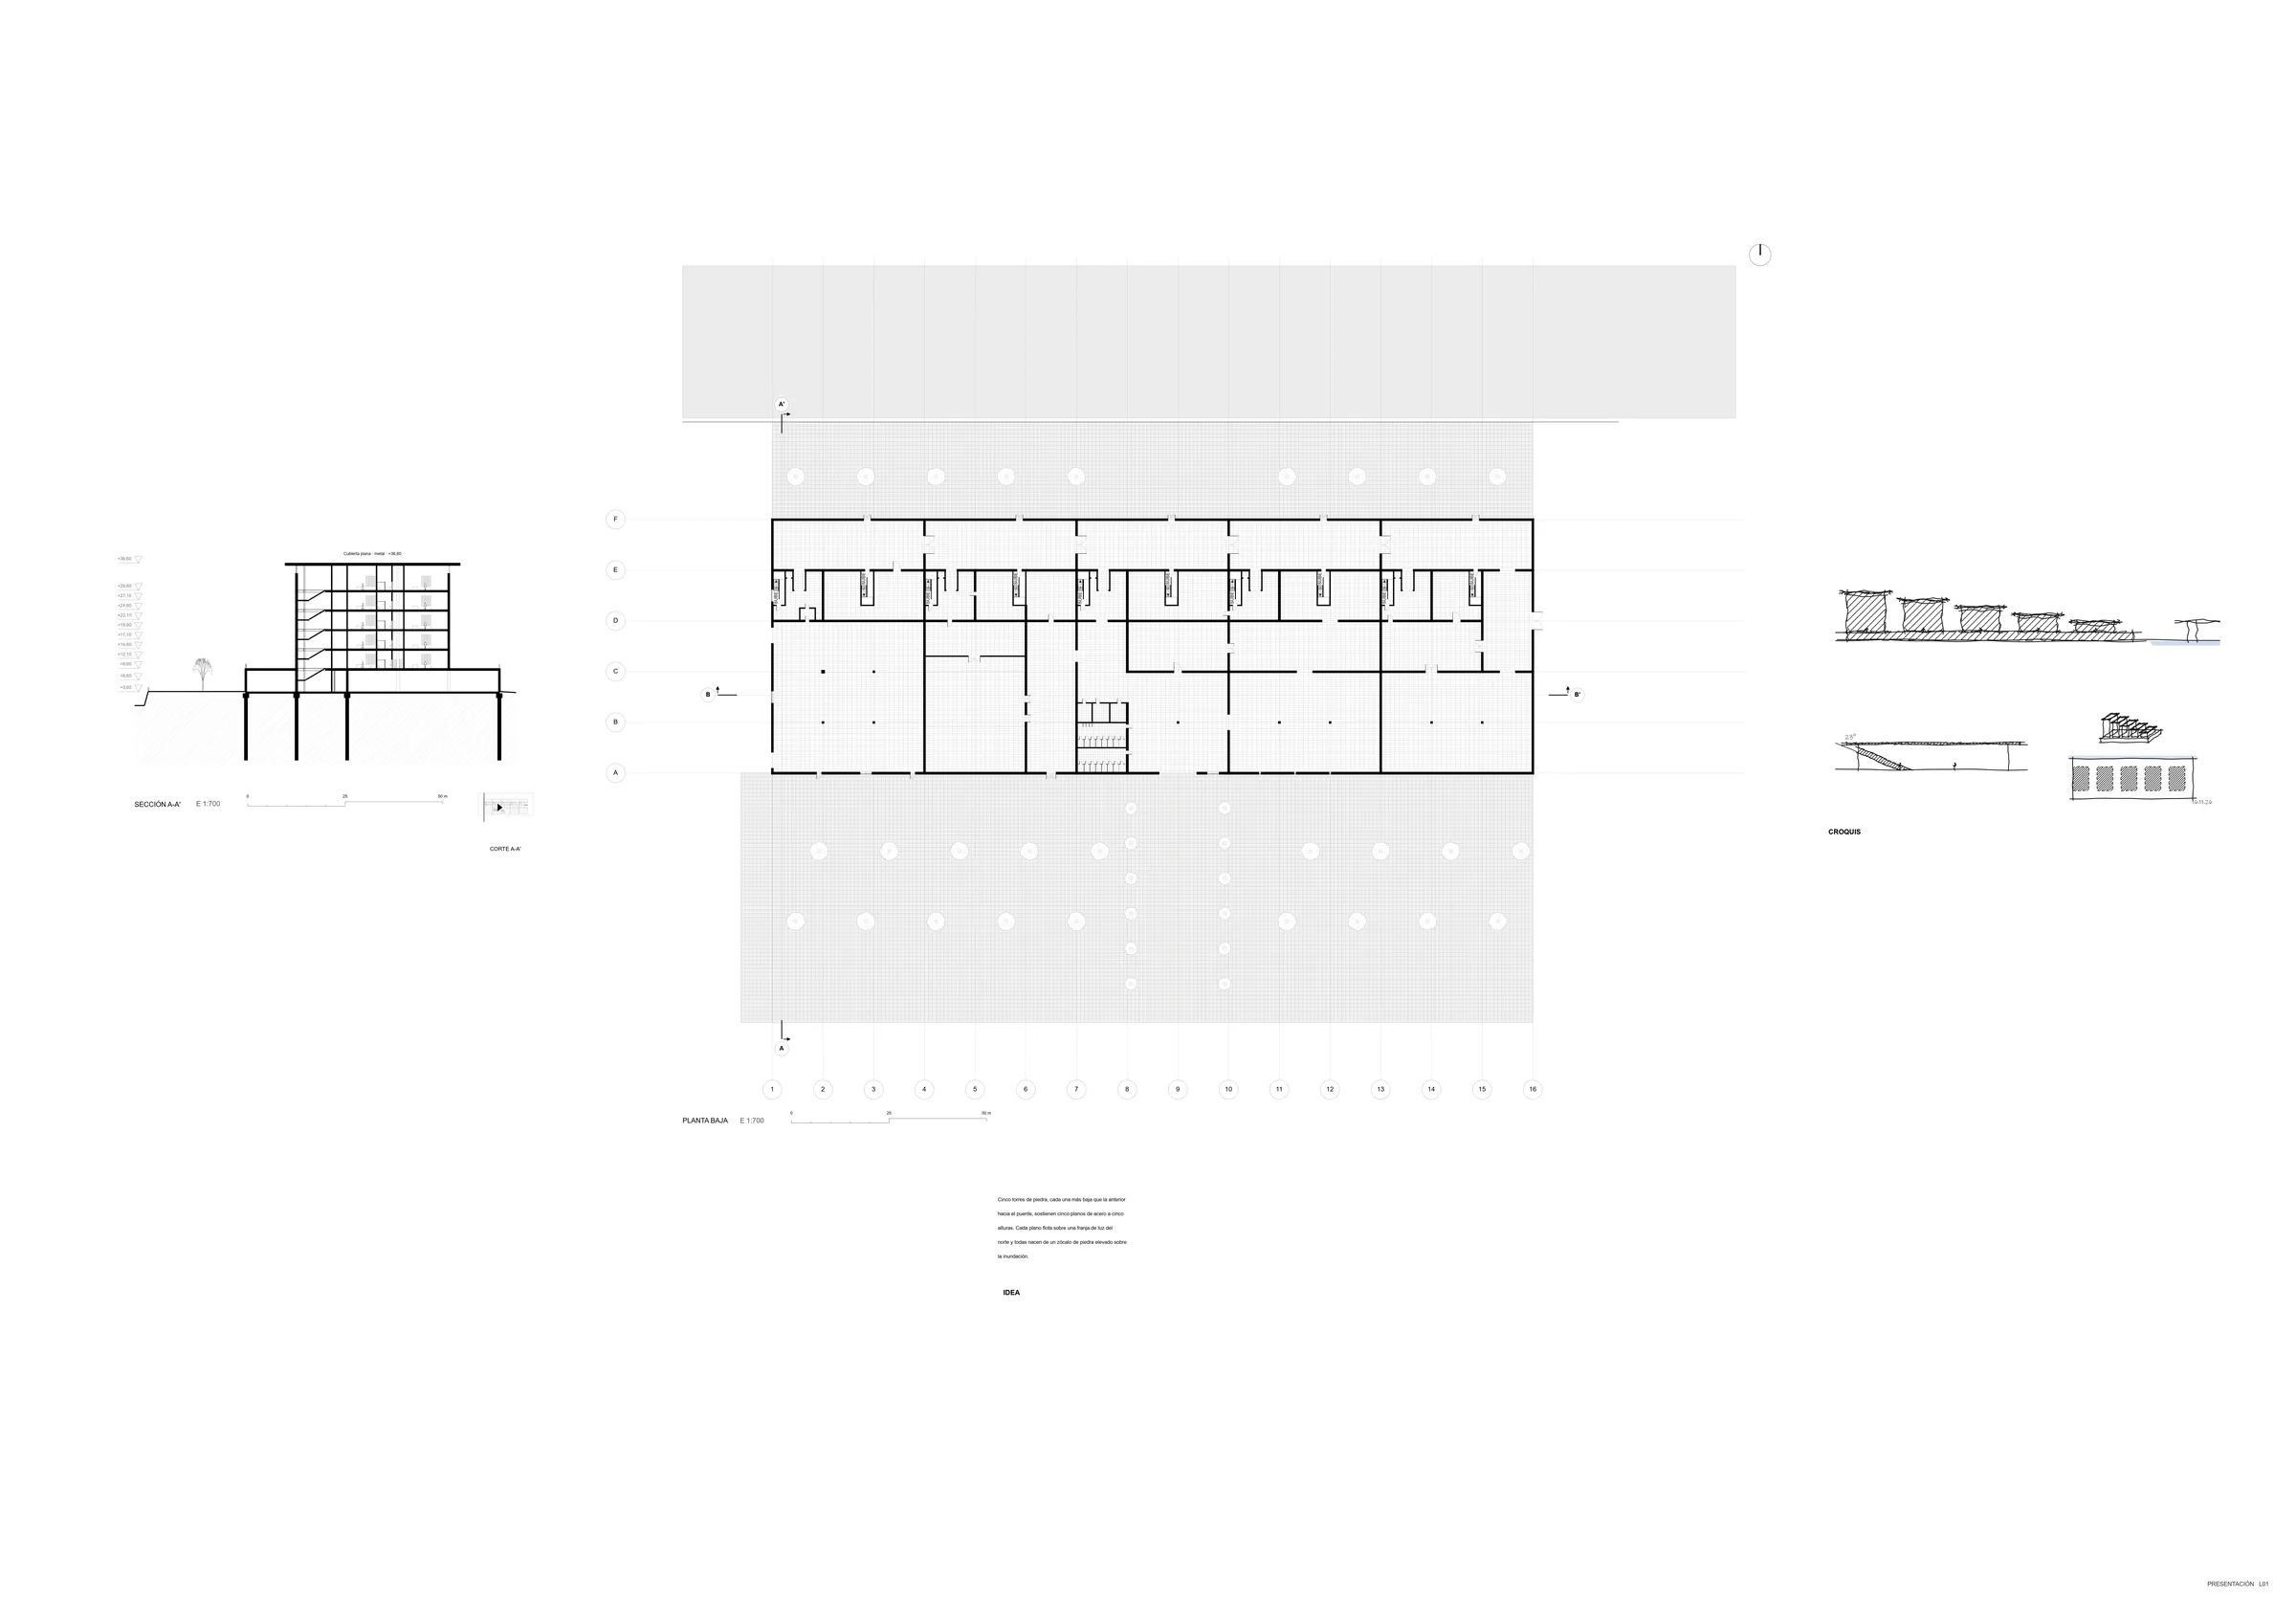 Cubierta plana - metal - +36,60
+36,60
+29,60
+27,10
+24,60
+22,10
+19,60
+17,10
+14,60
+12,10
+9,60
+6,60
+3,60
SECCIÓN A-A'
E 1:700
0
25
50 m
CORTE A-A'
A'
F
E
D
C
B
A
B
B'
A
1
2
3
4
5
6
7
8
9
10
11
12
13
14
15
16
PLANTA BAJA
E 1:700
0
25
50 m
Cinco torres de piedra, cada una más baja que la anterior
hacia el puente, sostienen cinco planos de acero a cinco
alturas. Cada plano flota sobre una franja de luz del
norte y todas nacen de un zócalo de piedra elevado sobre
la inundación.
IDEA
23°
CROQUIS
PRESENTACIÓN L01